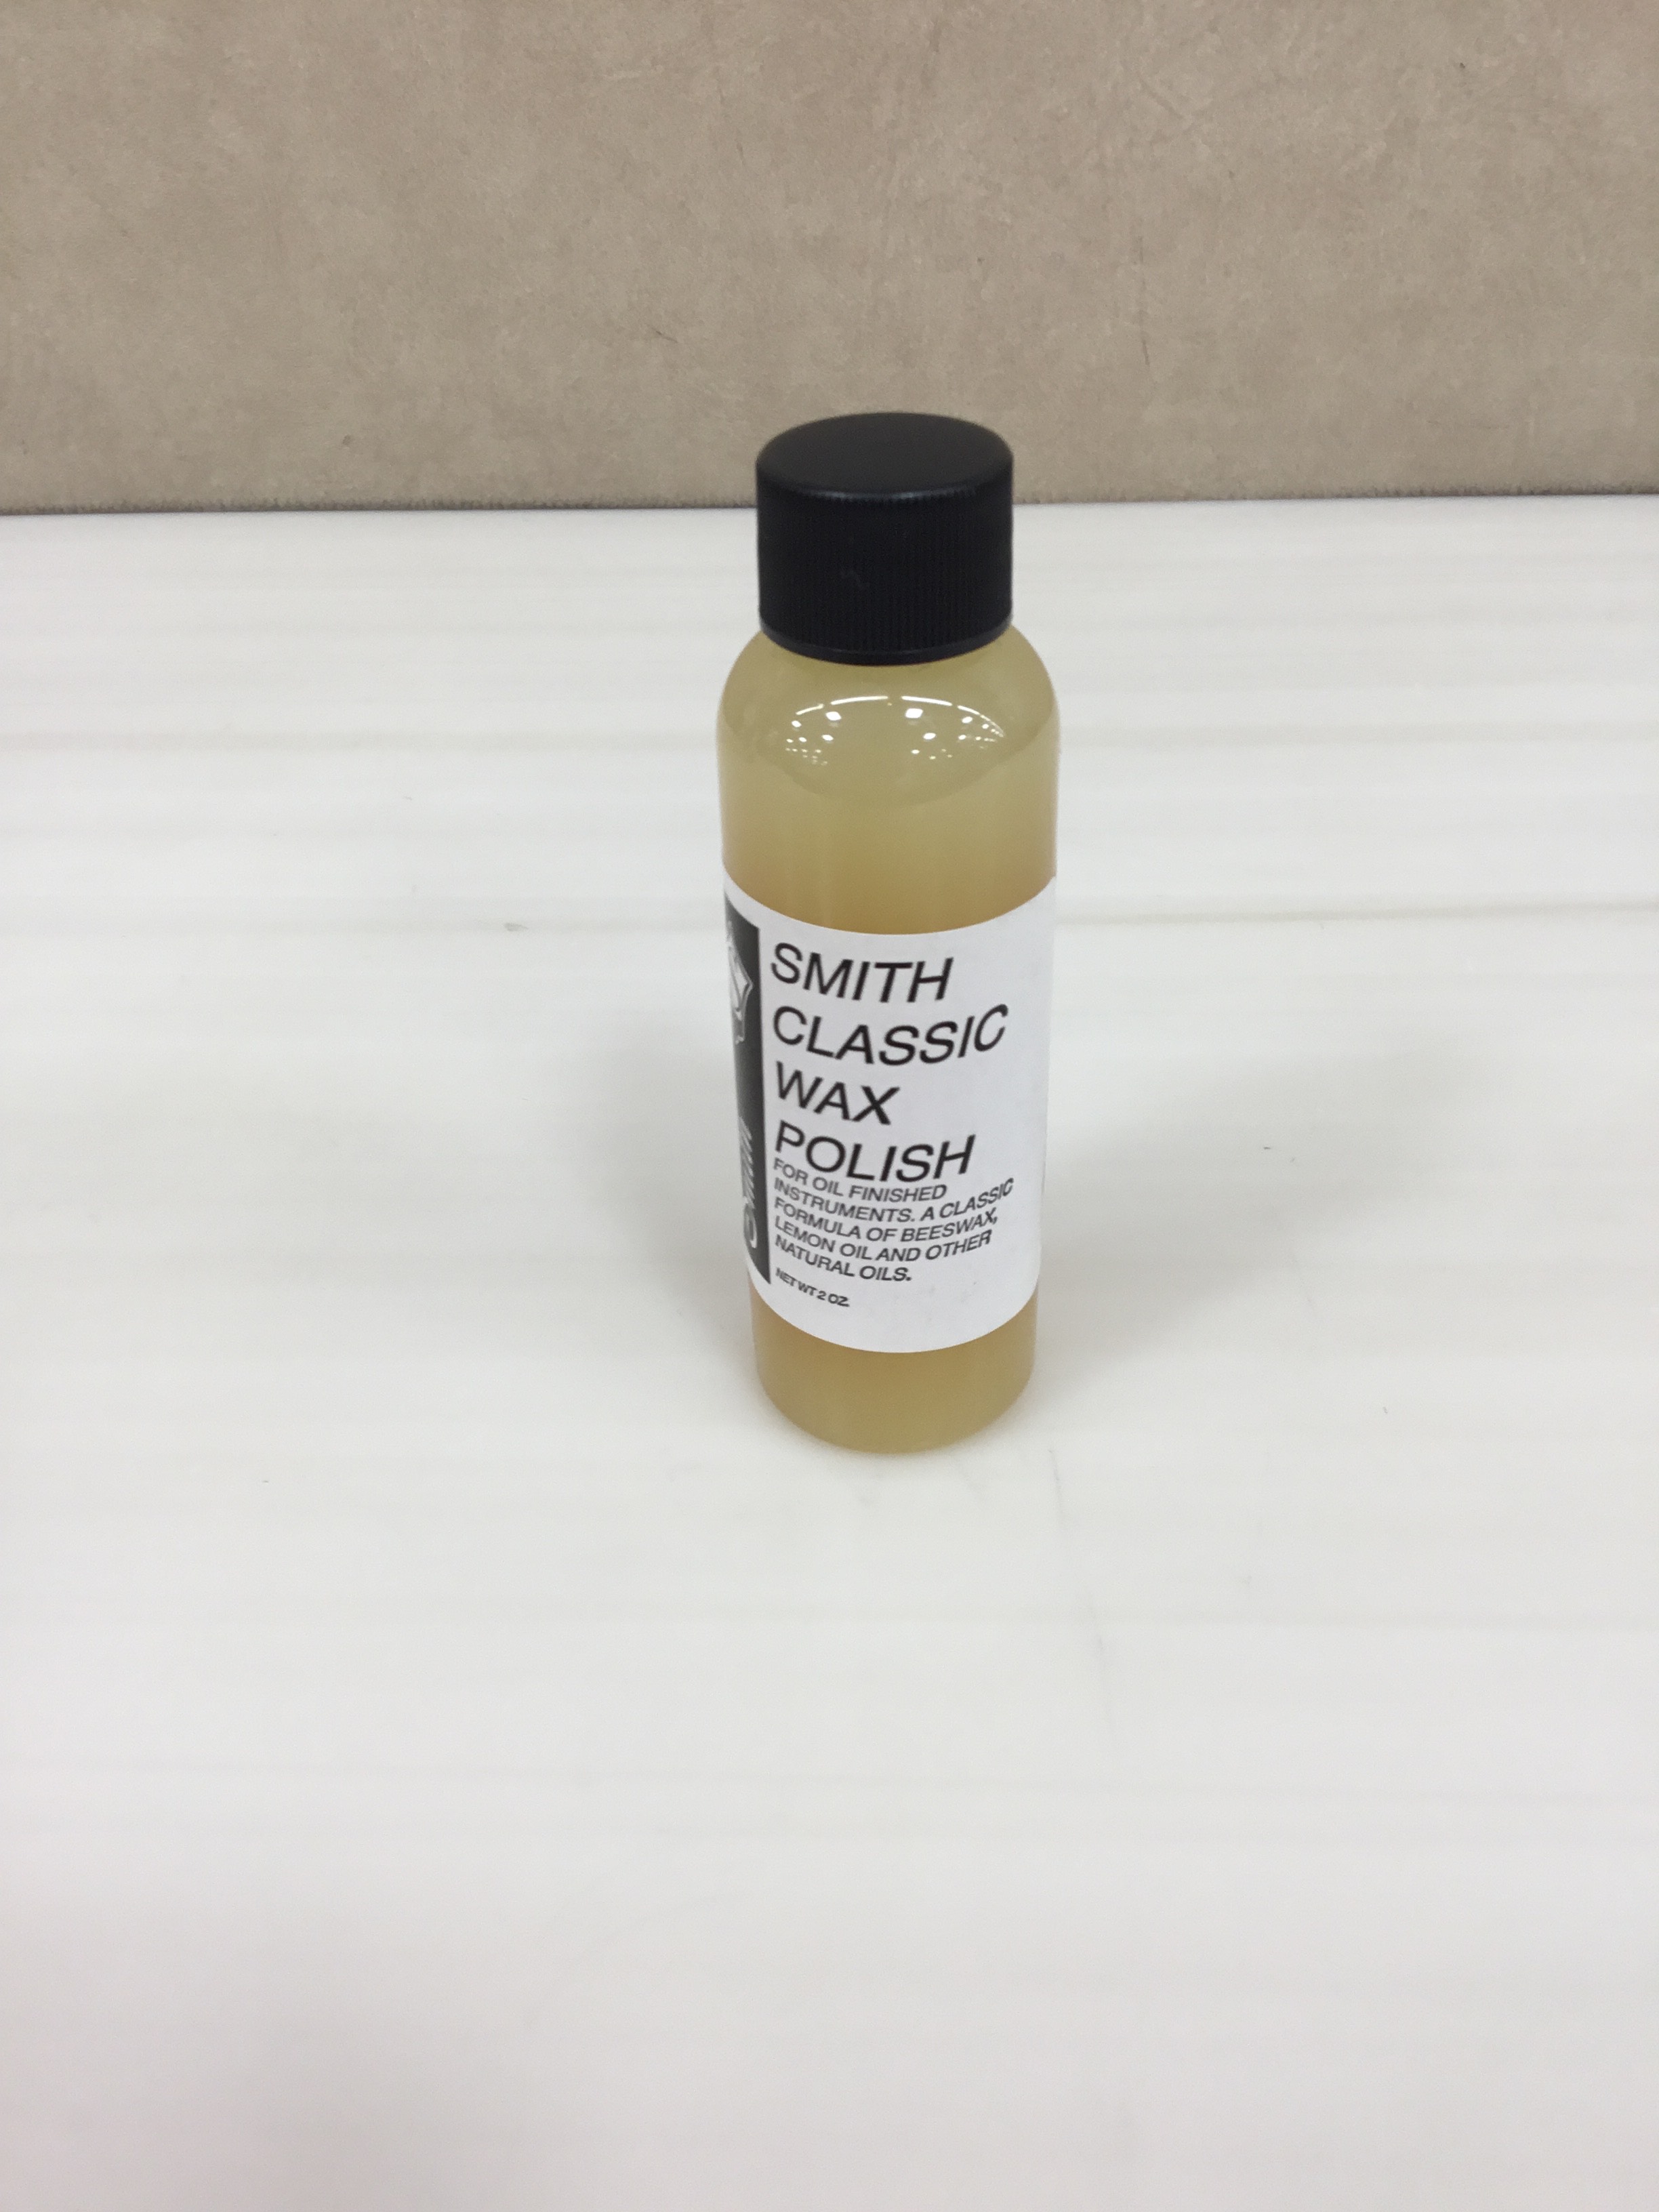 SMITH
CLASSIC
WAX
POLISH
FOR OIL FINISHED
INSTRUMENTS. A CLASSIC
FORMULA OF BEESWAX,
LEMON OIL AND OTHER
NATURAL OILS.
NET WT 2 OZ.